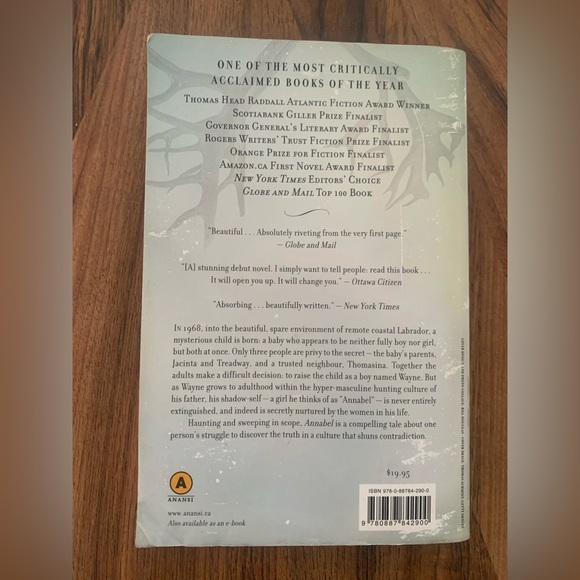 ONE OF THE MOST CRITICALLY
ACCLAIMED BOOKS OF THE YEAR
THOMAS HEAD RADDALL ATLANTIC FICTION AWARD WINNER
SCOTIABANK GILLER PRIZE FINALIST
GOVERNOR GENERAL'S LITERARY AWARD FINALIST
ROGERS WRITERS' TRUST FICTION PRIZE FINALIST
ORANGE PRIZE FOR FICTION FINALIST
AMAZON.CA FIRST NOVEL AWARD FINALIST
NEW YORK TIMES EDITORS' CHOICE
GLOBE AND MAIL TOP 100 BOOK
"Beautiful . . . Absolutely riveting from the very first page."
— Globe and Mail
"[A] stunning debut novel. I simply want to tell people: read this book . . .
It will open you up. It will change you." — Ottawa Citizen
"Absorbing . . . beautifully written." — New York Times
IN 1968, into the beautiful, spare environment of remote coastal Labrador, a
mysterious child is born: a baby who appears to be neither fully boy nor girl,
but both at once. Only three people are privy to the secret — the baby's parents,
Jacinta and Treadway, and a trusted neighbour, Thomasina. Together the
adults make a difficult decision: to raise the child as a boy named Wayne. But
as Wayne grows to adulthood within the hyper-masculine hunting culture of
his father, his shadow-self — a girl he thinks of as "Annabel" — is never entirely
extinguished, and indeed is secretly nurtured by the women in his life.
Haunting and sweeping in scope, Annabel is a compelling tale about one
person's struggle to discover the truth in a culture that shuns contradiction.
$19.95
A
ANANSI
www.anansi.ca
Also available as an e-book
ISBN 978-0-88784-290-0
9 780887 842900